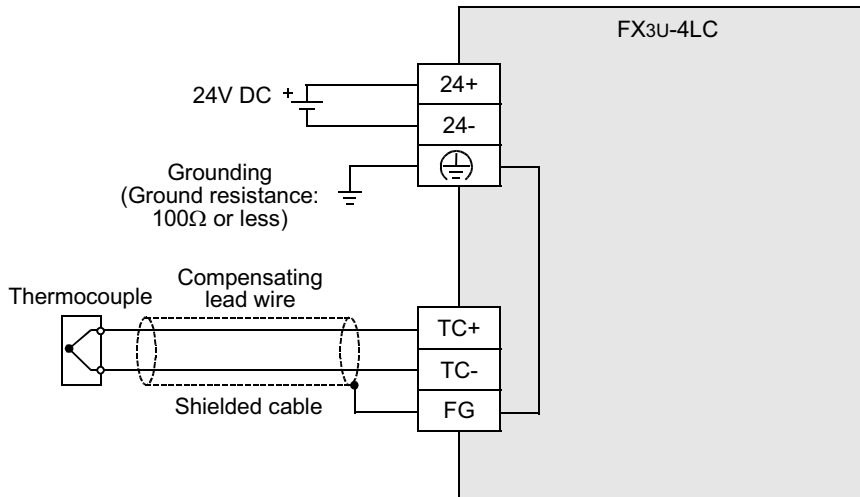 FX3U-4LC
24+
24V DC
+
24-
Grounding
(Ground resistance:
100Ω or less)
Compensating
lead wire
Thermocouple
TC+
TC-
Shielded cable
FG